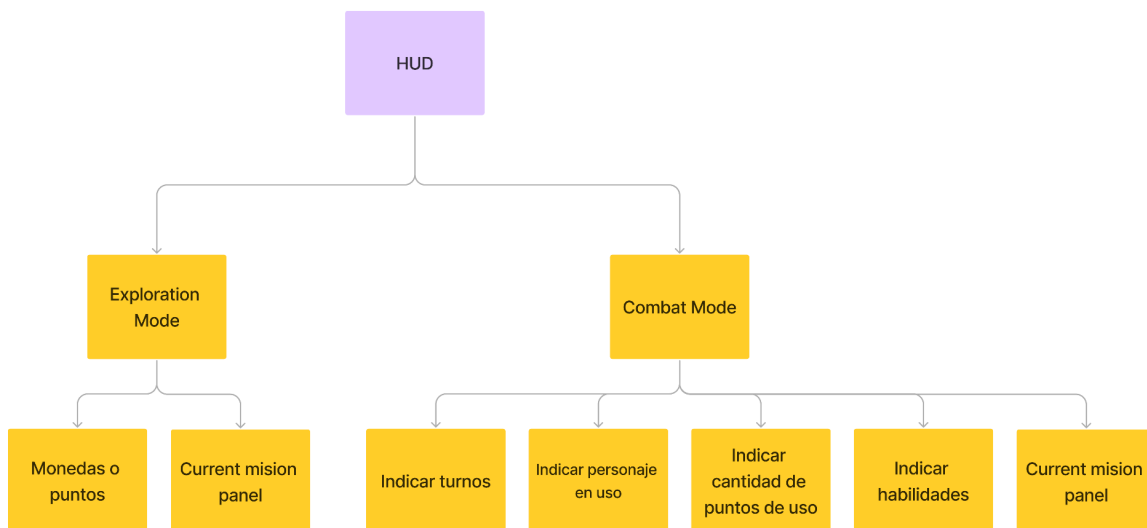 HUD
Exploration
Mode
Combat Mode
Monedas o
puntos
Current mision
panel
Indicar turnos
Indicar personaje
en uso
Indicar
cantidad de
puntos de uso
Indicar
habilidades
Current mision
panel